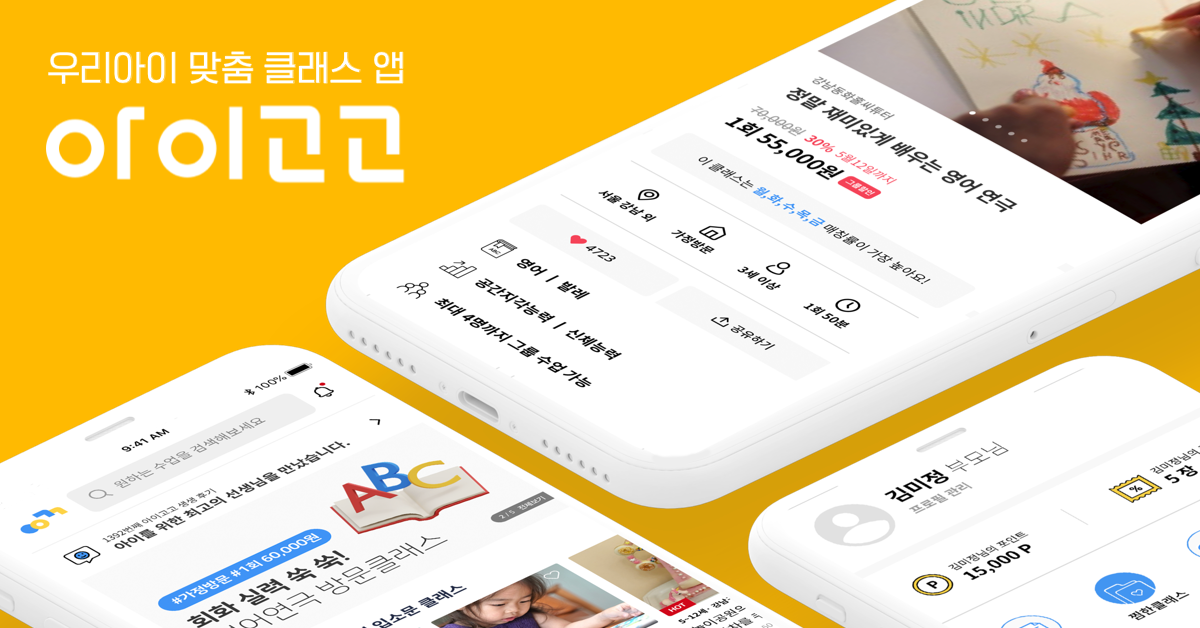 우리아이 맞춤 클래스 앱
아이고고
INDIRA
강남동화홀씨튜터
정말 재미있게 배우는 영어 연극
70,000원 30% 5월12일까지
1회 55,000원 그룹할인
이 클래스는 월,화,수,목,금 매칭률이 가장 높아요!
서울 강남 외
가정방문
3세 이상
1회 50분
4723
공유하기
ABC
영어 | 발레
공간지각능력 | 신체능력
최대 4명까지 그룹 수업 가능
9:41 AM
100%
원하는 수업을 검색해보세요
1392번째 아이고고 생생 후기
아이를 위한 최고의 선생님을 만났습니다.
ABC
2 / 5 전체보기
#가정방문 #1회 60,000원
회화 실력 쑥 쑥!
어연극 방문클래스
입소문 클래스
HOT
5~12세 · 강남
김미정 부모님
프로필 관리
김미정님의
5 장
김미정님의 포인트
P
15,000 P
%
찜한클래스